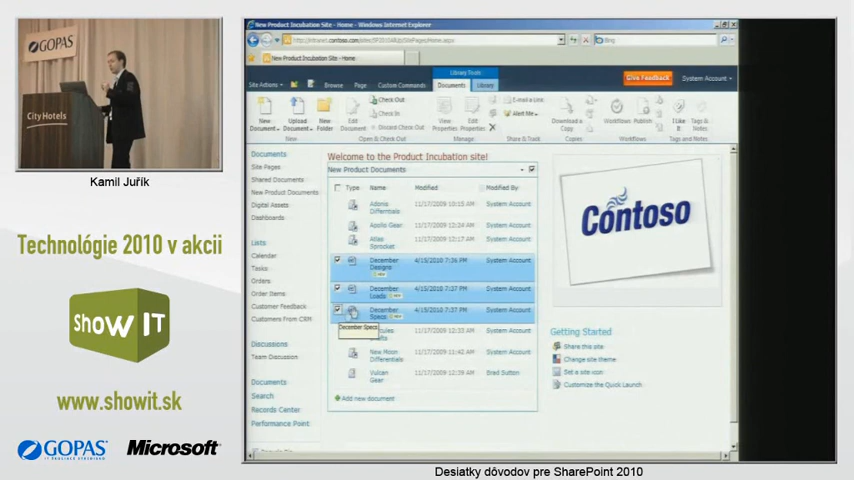 GOPAS
CityHotels
Kamil Juřík
Technológie 2010 v akcii
ShoW IT
www.showit.sk
GOPAS
Microsoft
New Product Incubation Site - Home - Windows Internet Explorer
Bing
New Product Incubation Site - Home
Library Tools
Site Actions
Browse
Page
Custom Commands
Documents
Library
Give Feedback
System Account
New Document
Upload Document
New Folder
Edit Document
Check Out
Check In
Discard Check Out
View Properties
Edit Properties
E-mail a Link
Alert Me
Download a Copy
Workflows
Publish
I Like It
Tags & Notes
New
Open & Check Out
Manage
Share & Track
Copies
Workflows
Tags and Notes
Documents
Site Pages
Shared Documents
New Product Documents
Digital Assets
Dashboards
Lists
Calendar
Tasks
Orders
Order Items
Customer Feedback
Customers From CRM
Discussions
Team Discussion
Documents
Search
Records Center
Performance Point
Welcome to the Product Incubation site!
New Product Documents
Type Name Modified Modified By
Adonis Differntials 11/17/2009 10:15 AM System Account
Apollo Gear 11/17/2009 12:24 AM System Account
Atlas Sprocket 11/17/2009 12:17 AM System Account
December Designs NEW 4/15/2010 7:36 PM System Account
December Loads NEW 4/15/2010 7:37 PM System Account
December Specs NEW 4/15/2010 7:37 PM System Account
December Specs
11/17/2009 12:33 AM System Account
New Moon Differentials 11/17/2009 11:42 AM System Account
Vulcan Gear 11/17/2009 12:39 AM Brad Sutton
Add new document
Contoso
Getting Started
Share this site
Change site theme
Set a site icon
Customize the Quick Launch
Desiatky dôvodov pre SharePoint 2010